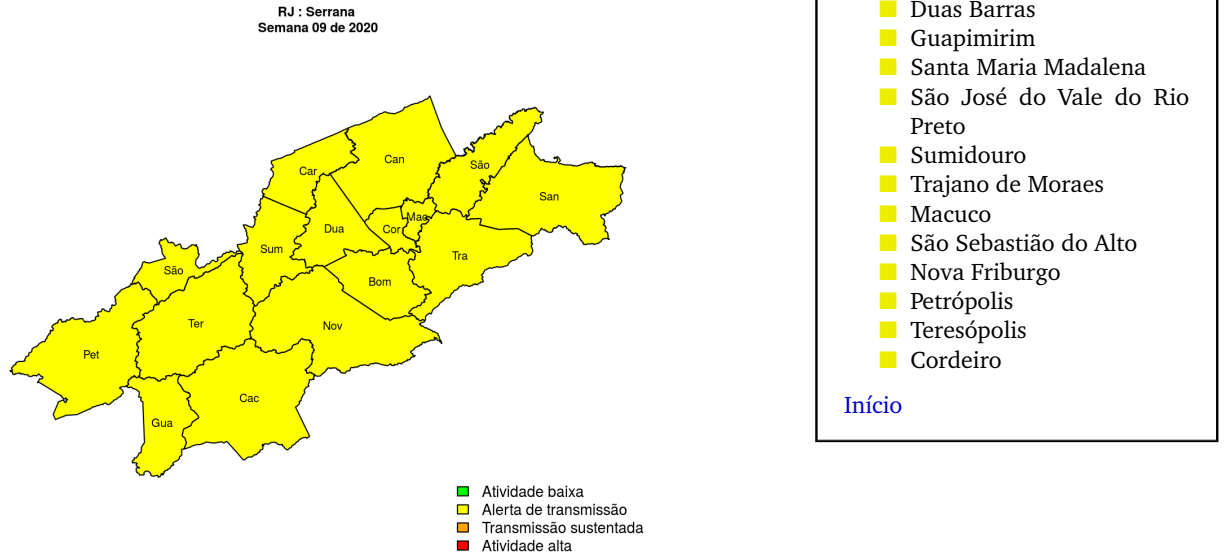 RJ : Serrana
Semana 09 de 2020
Can
São
Car
San
Mac
Dua
Cor
Sum
Tra
São
Bom
Ter
Nov
Pet
Cac
Gua
Atividade baixa
Alerta de transmissão
Transmissão sustentada
Atividade alta
Duas Barras
Guapimirim
Santa Maria Madalena
São José do Vale do Rio
Preto
Sumidouro
Trajano de Moraes
Macuco
São Sebastião do Alto
Nova Friburgo
Petrópolis
Teresópolis
Cordeiro
Início